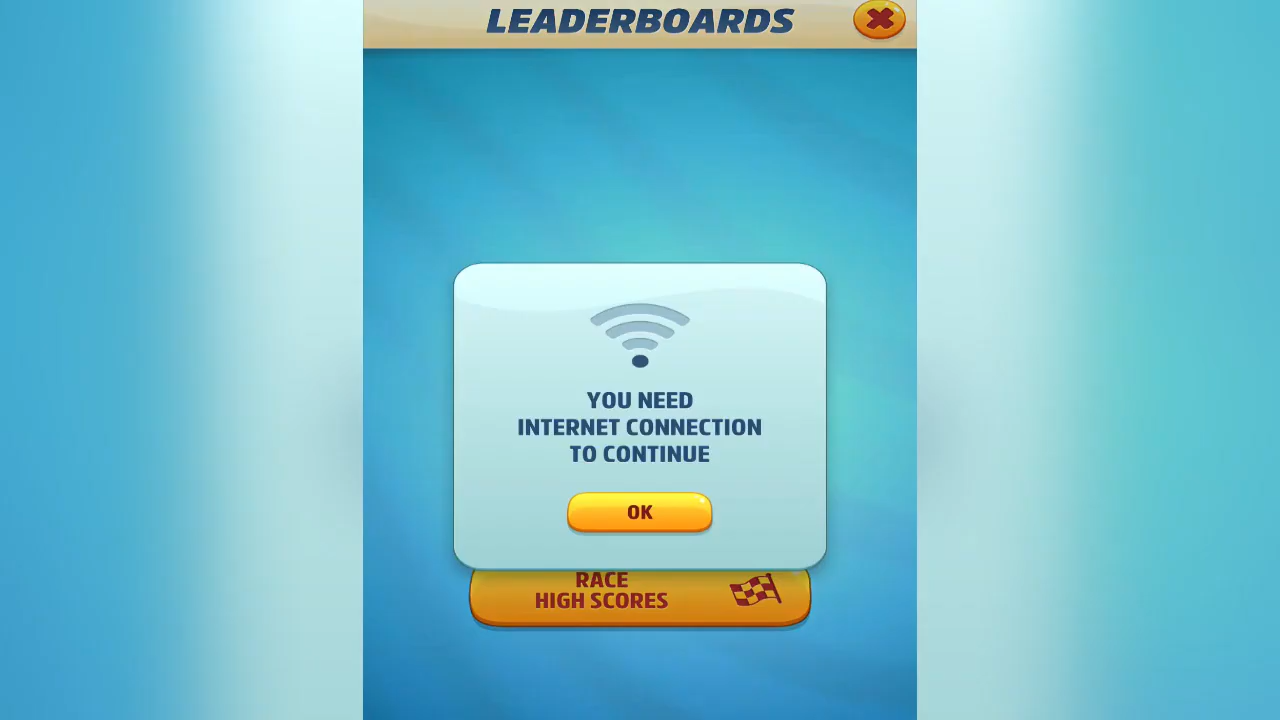 LEADERBOARDS
YOU NEED
INTERNET CONNECTION
TO CONTINUE
OK
RACE
HIGH SCORES